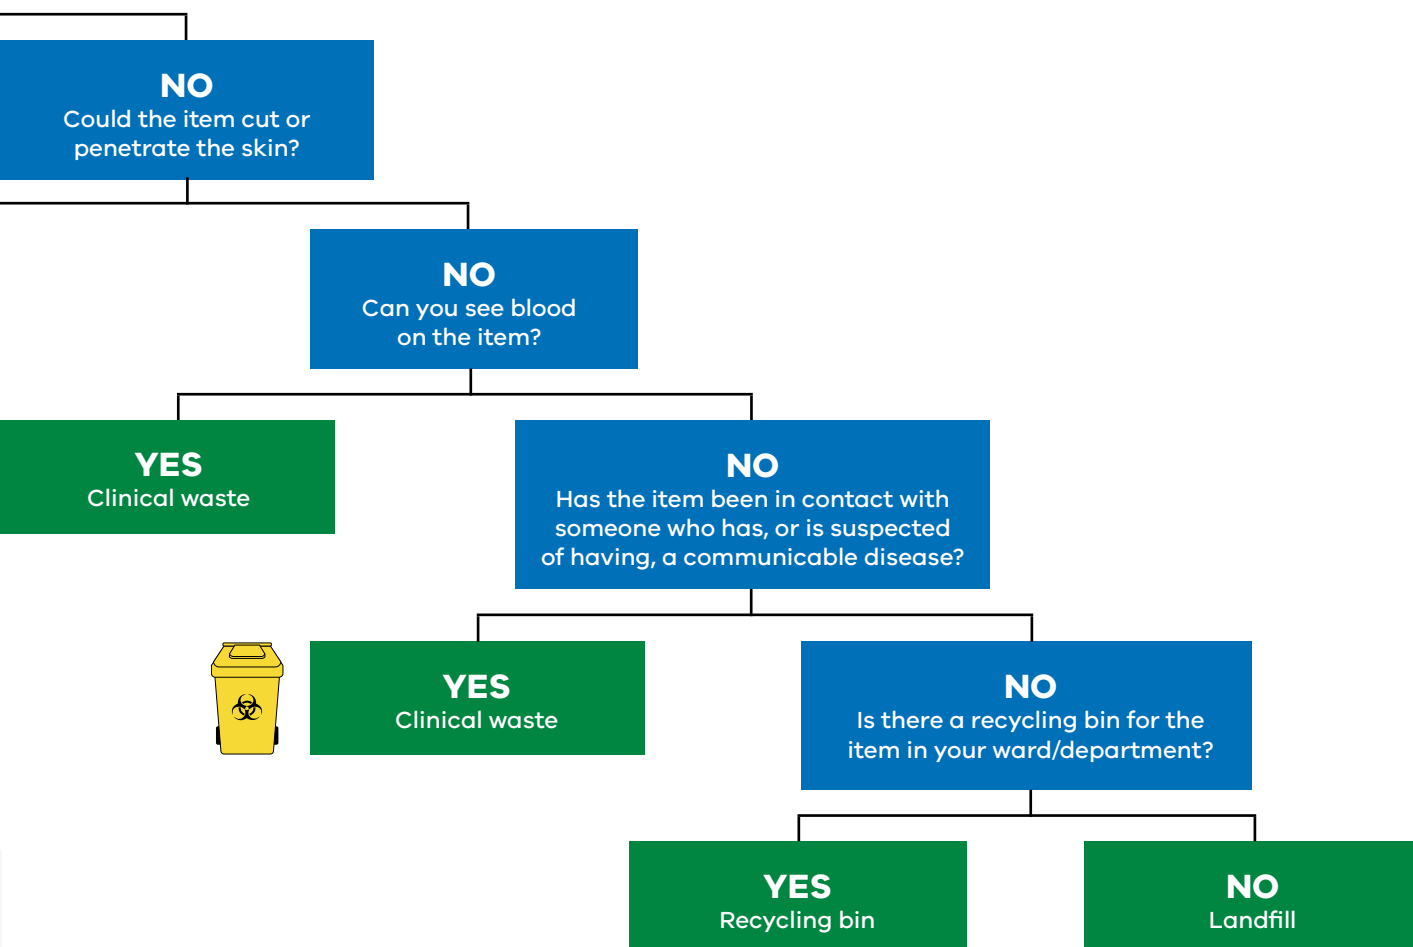 NO
Could the item cut or
penetrate the skin?
NO
Can you see blood
on the item?
YES
Clinical waste
NO
Has the item been in contact with
someone who has, or is suspected
of having, a communicable disease?
YES
Clinical waste
NO
Is there a recycling bin for the
item in your ward/department?
YES
Recycling bin
NO
Landfill